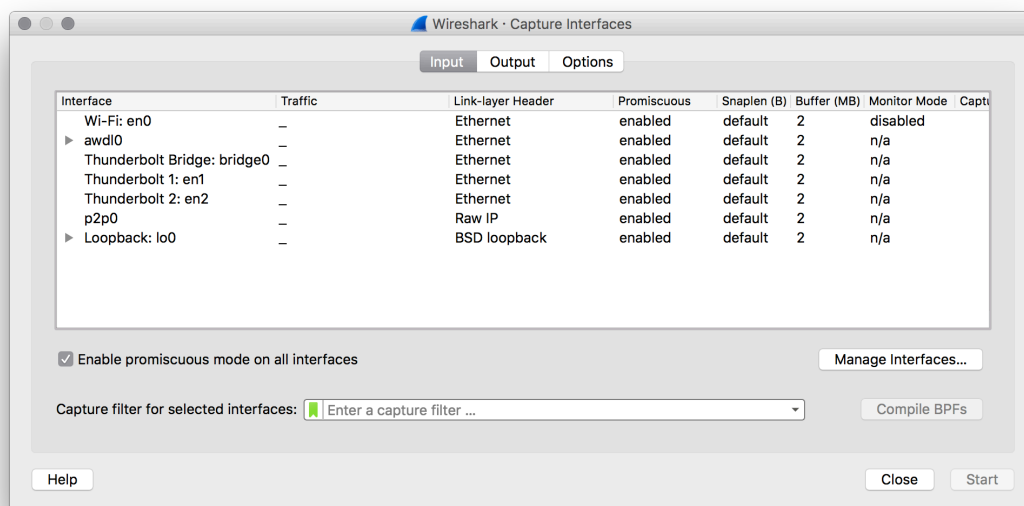 Wireshark · Capture Interfaces
Input Output Options
Interface Traffic Link-layer Header Promiscuous Snaplen (B) Buffer (MB) Monitor Mode
Wi-Fi: en0 _ Ethernet enabled default 2 disabled
awdl0 _ Ethernet enabled default 2 n/a
Thunderbolt Bridge: bridge0 _ Ethernet enabled default 2 n/a
Thunderbolt 1: en1 _ Ethernet enabled default 2 n/a
Thunderbolt 2: en2 _ Ethernet enabled default 2 n/a
p2p0 _ Raw IP enabled default 2 n/a
Loopback: lo0 _ BSD loopback enabled default 2 n/a
Enable promiscuous mode on all interfaces Manage Interfaces...
Capture filter for selected interfaces: Enter a capture filter ... Compile BPFs
Help Close Start